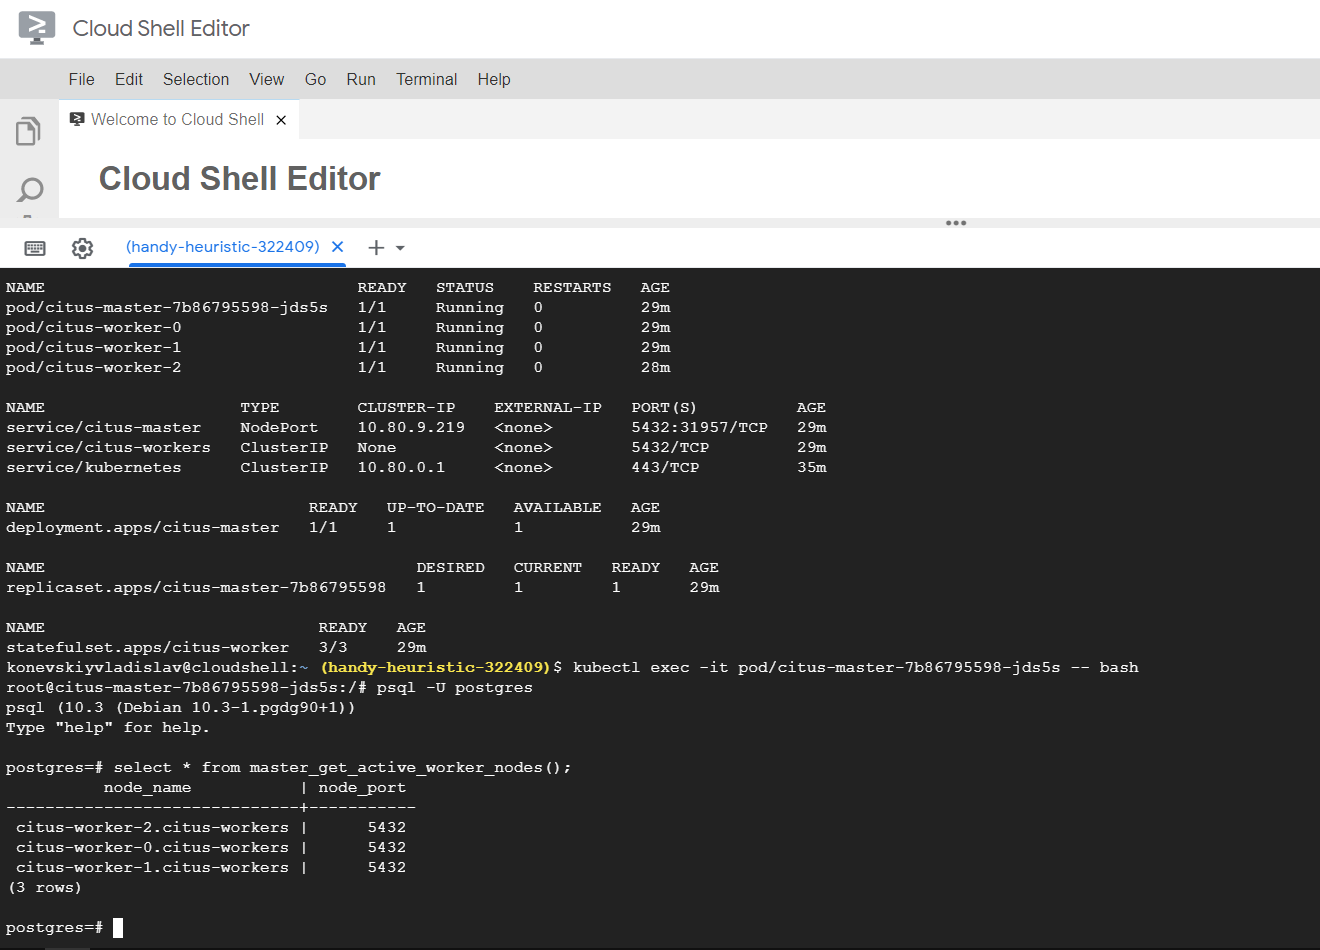 Cloud Shell Editor
File Edit Selection View Go Run Terminal Help
Welcome to Cloud Shell
Cloud Shell Editor
(handy-heuristic-322409)
NAME READY STATUS RESTARTS AGE
pod/citus-master-7b86795598-jds5s 1/1 Running 0 29m
pod/citus-worker-0 1/1 Running 0 29m
pod/citus-worker-1 1/1 Running 0 29m
pod/citus-worker-2 1/1 Running 0 28m
NAME TYPE CLUSTER-IP EXTERNAL-IP PORT(S) AGE
service/citus-master NodePort 10.80.9.219 <none> 5432:31957/TCP 29m
service/citus-workers ClusterIP None <none> 5432/TCP 29m
service/kubernetes ClusterIP 10.80.0.1 <none> 443/TCP 35m
NAME READY UP-TO-DATE AVAILABLE AGE
deployment.apps/citus-master 1/1 1 1 29m
NAME DESIRED CURRENT READY AGE
replicaset.apps/citus-master-7b86795598 1 1 1 29m
NAME READY AGE
statefulset.apps/citus-worker 3/3 29m
konevskiyvladislav@cloudshell:~ (handy-heuristic-322409)$ kubectl exec -it pod/citus-master-7b86795598-jds5s -- bash
root@citus-master-7b86795598-jds5s:/# psql -U postgres
psql (10.3 (Debian 10.3-1.pgdg90+1))
Type "help" for help.
postgres=# select * from master_get_active_worker_nodes();
node_name | node_port
------------------------------+-----------
citus-worker-2.citus-workers | 5432
citus-worker-0.citus-workers | 5432
citus-worker-1.citus-workers | 5432
(3 rows)
postgres=#